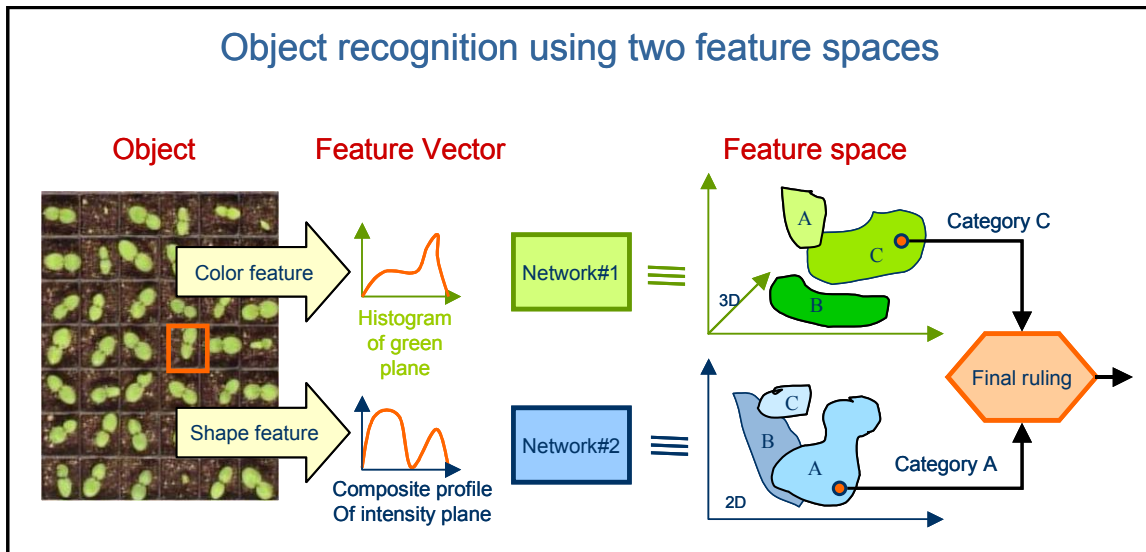 Object recognition using two feature spaces
Object
Feature Vector
Feature space
Color feature
Histogram
of green
plane
Network#1
A
C
B
3D
Category C
Shape feature
Composite profile
Of intensity plane
Network#2
C
B
A
2D
Category A
Final ruling